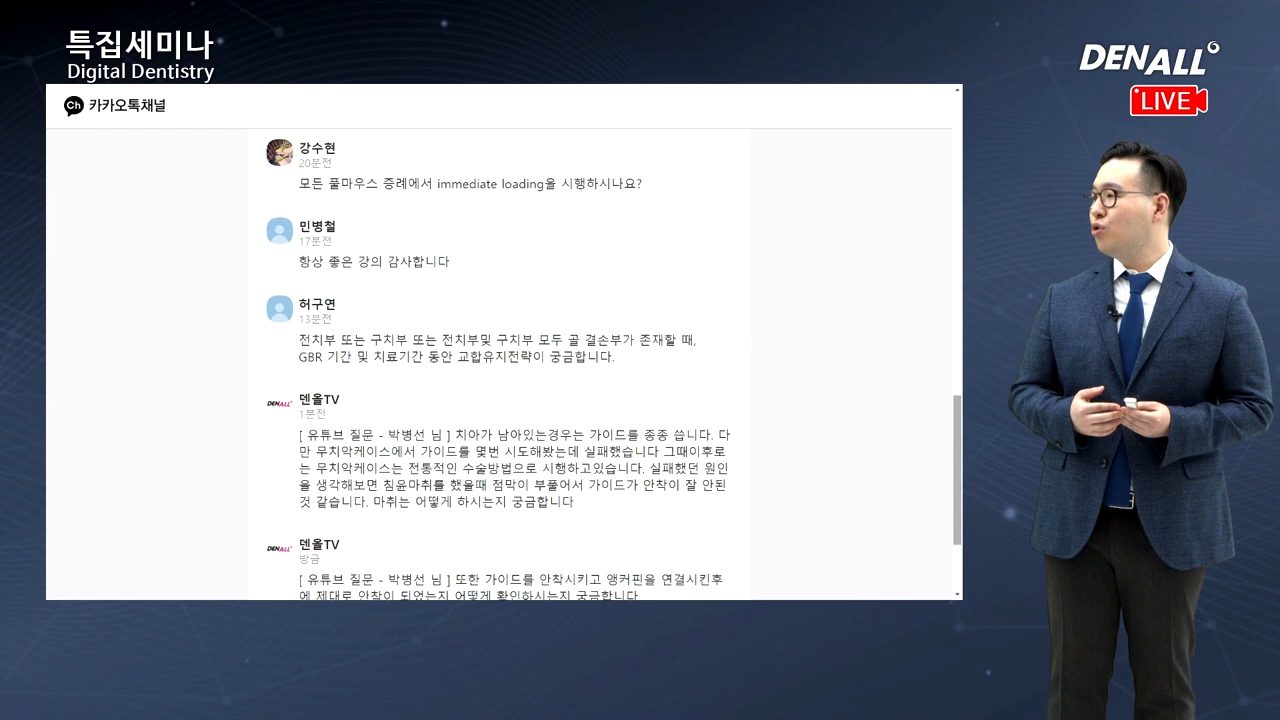 특집세미나
Digital Dentistry
DENALL
LIVE
Ch 카카오톡채널
강수현
20분전
모든 풀마우스 증례에서 immediate loading을 시행하시나요?
민병철
17분전
항상 좋은 강의 감사합니다
허구연
13분전
전치부 또는 구치부 또는 전치부및 구치부 모두 골 결손부가 존재할 때,
GBR 기간 및 치료기간 동안 교합유지전략이 궁금합니다.
DENALL 덴올TV
1분전
[ 유튜브 질문 - 박병선 님 ] 치아가 남아있는경우는 가이드를 종종 씁니다. 다
만 무치악케이스에서 가이드를 몇번 시도해봤는데 실패했습니다 그때이후로
는 무치악케이스는 전통적인 수술방법으로 시행하고있습니다. 실패했던 원인
을 생각해보면 침윤마취를 했을때 점막이 부풀어서 가이드가 안착이 잘 안된
것 같습니다. 마취는 어떻게 하시는지 궁금합니다
DENALL 덴올TV
방금
[ 유튜브 질문 - 박병선 님 ] 또한 가이드를 안착시키고 앵커핀을 연결시킨후
에 제대로 안착이 되었는지 어떻게 확인하시는지 궁금합니다